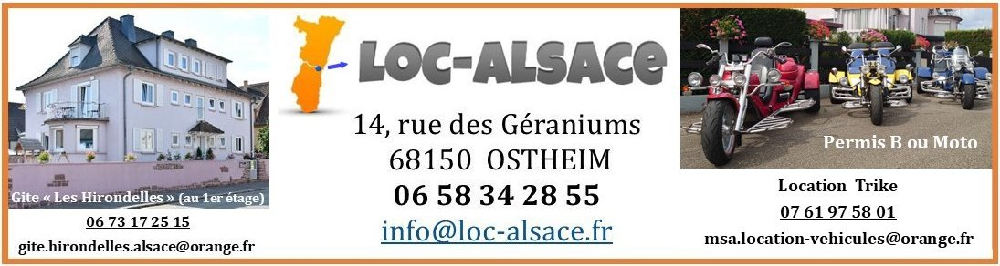 Gite « Les Hirondelles » (au 1er étage)
06 73 17 25 15
gite.hirondelles.alsace@orange.fr
LOC-ALSACE
14, rue des Géraniums
68150 OSTHEIM
06 58 34 28 55
info@loc-alsace.fr
Permis B ou Moto
Location Trike
07 61 97 58 01
msa.location-vehicules@orange.fr